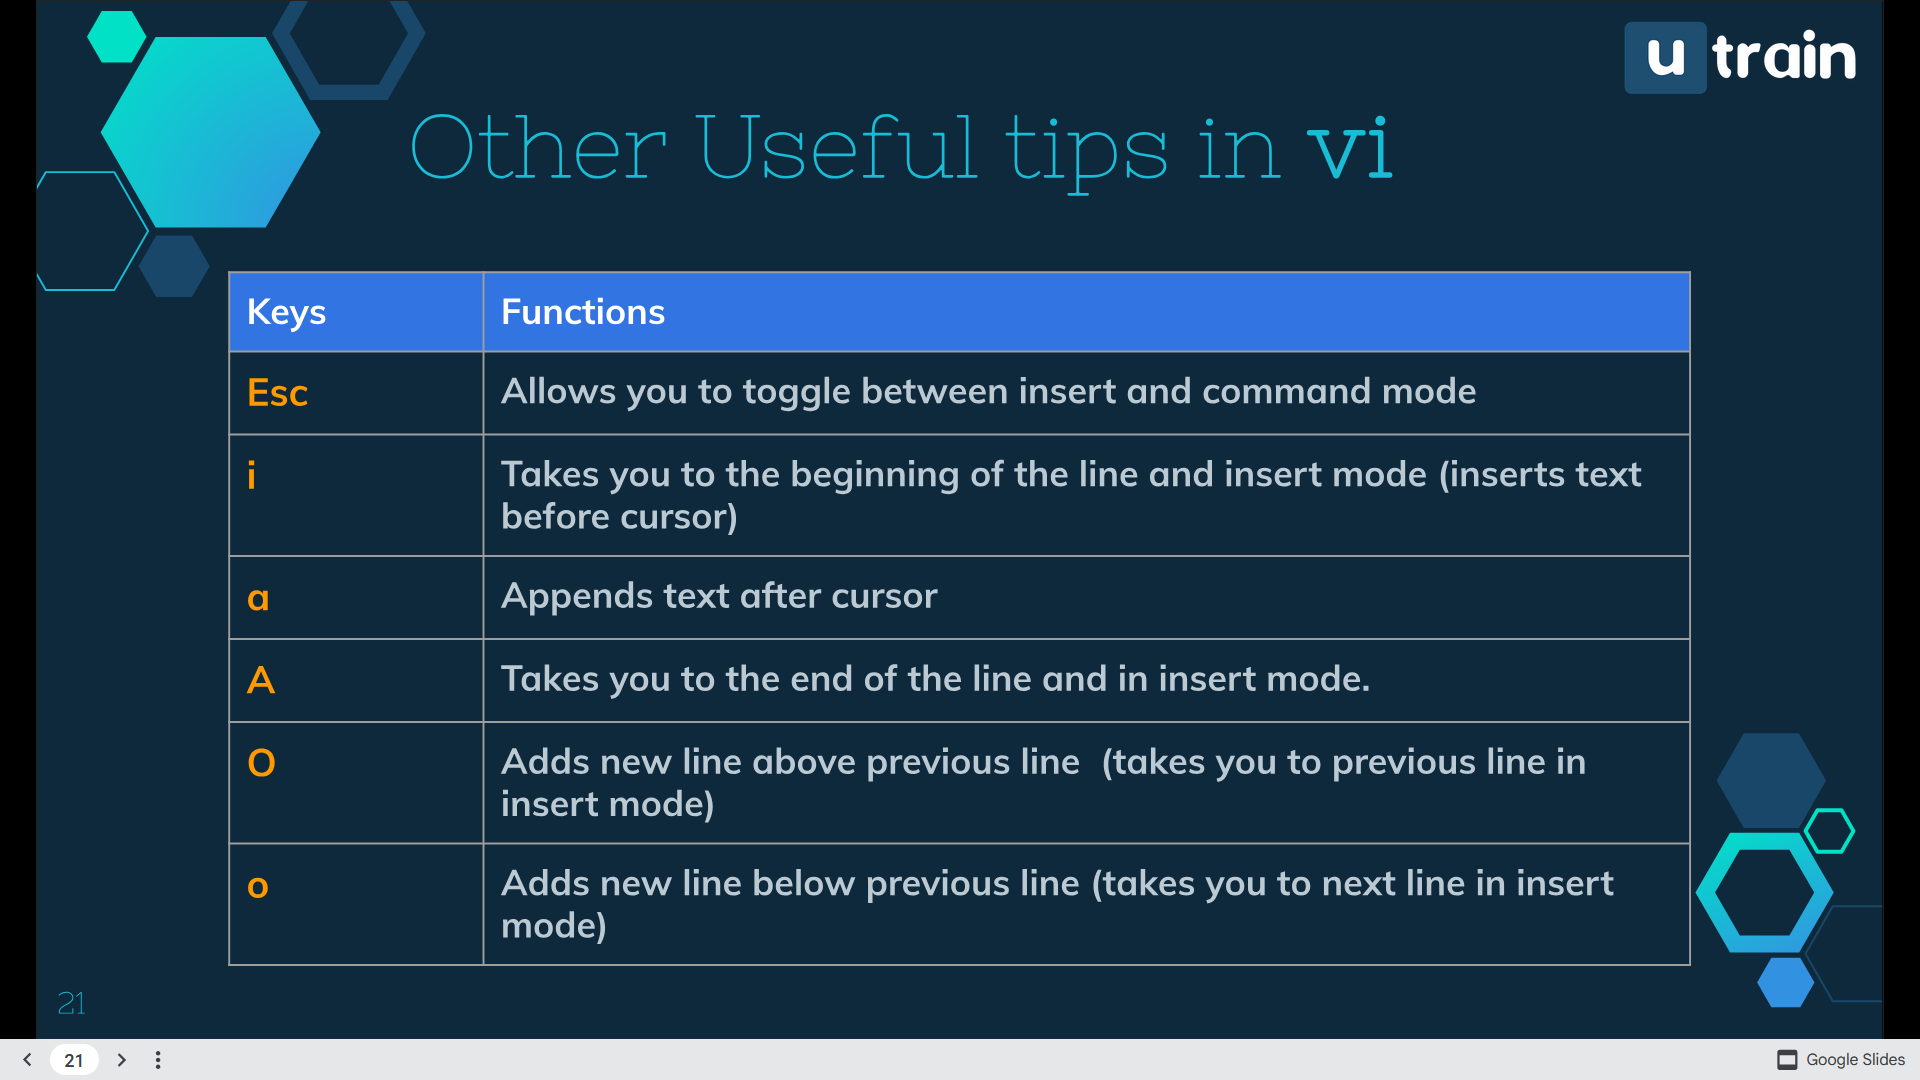 u train
Other Useful tips in vi
Keys Functions
Esc Allows you to toggle between insert and command mode
i Takes you to the beginning of the line and insert mode (inserts text
before cursor)
a Appends text after cursor
A Takes you to the end of the line and in insert mode.
O Adds new line above previous line (takes you to previous line in
insert mode)
o Adds new line below previous line (takes you to next line in insert
mode)
21
21 Google Slides